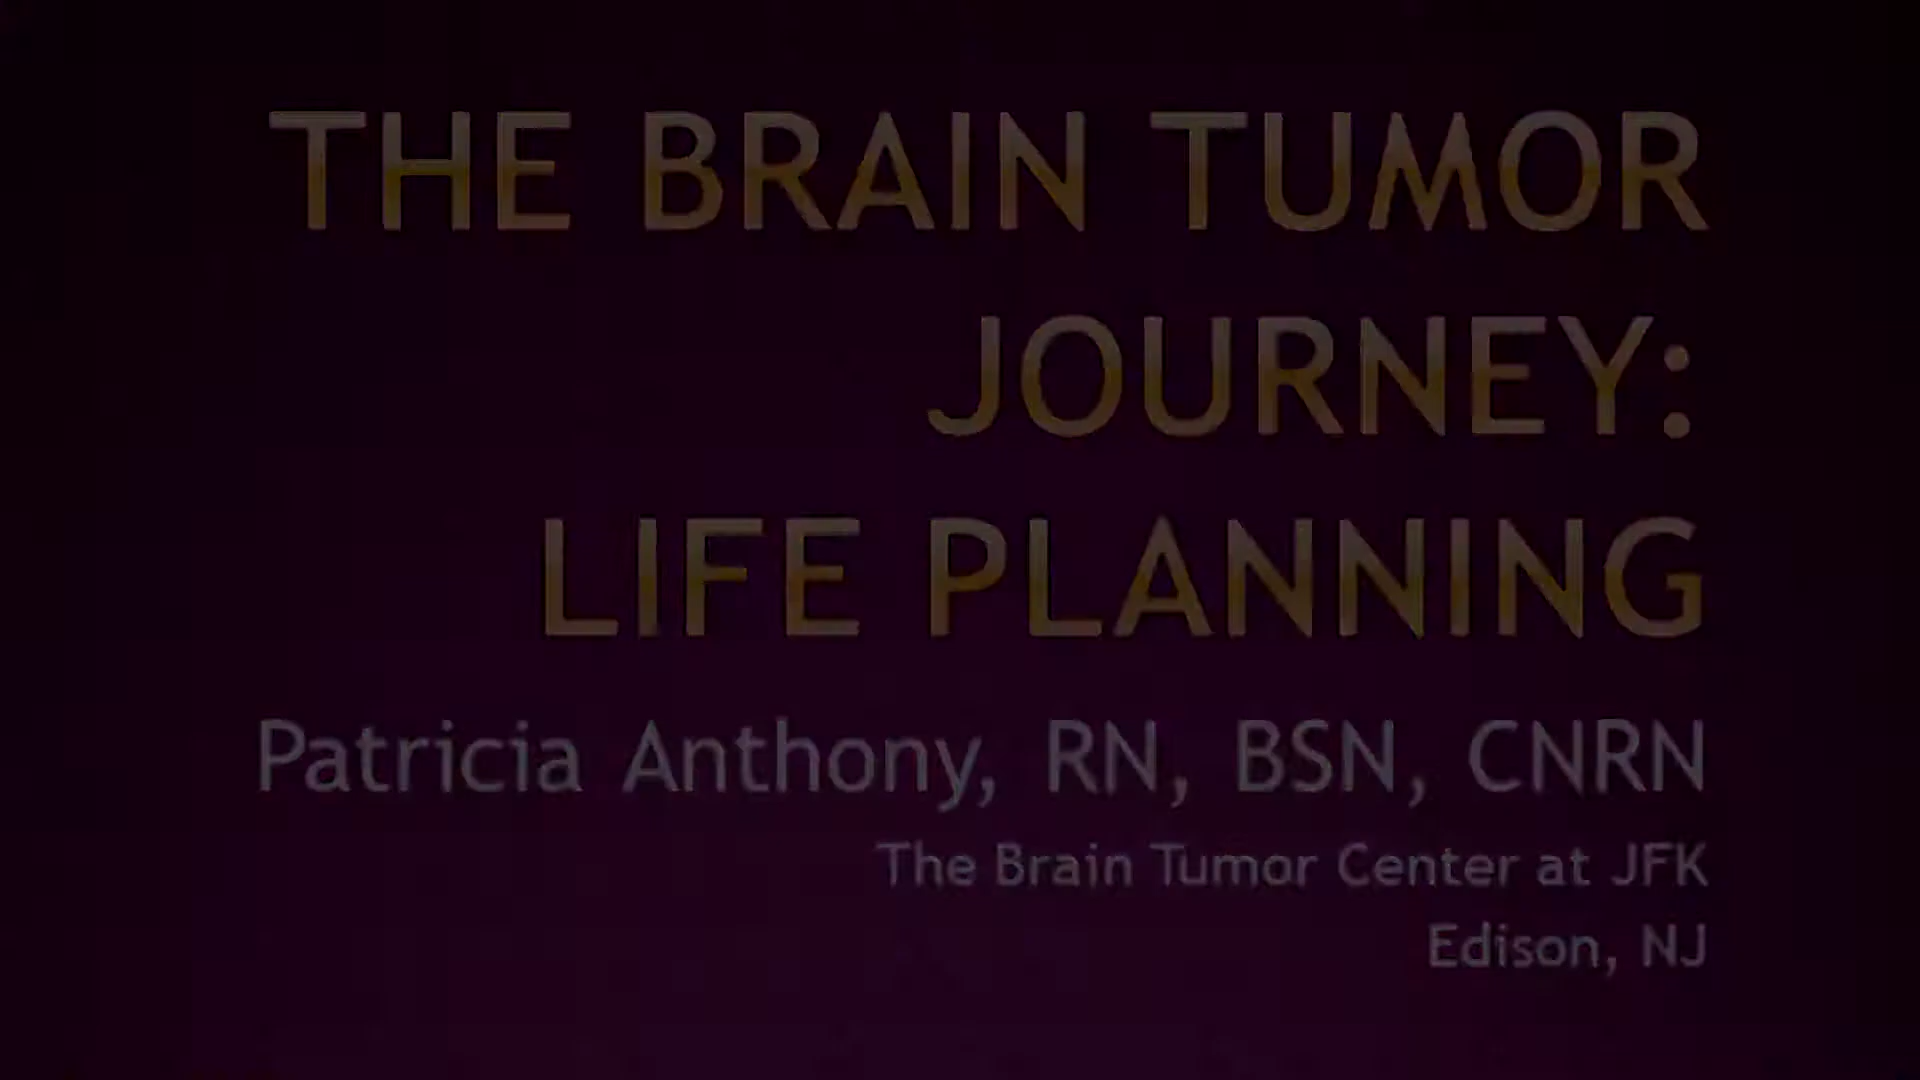 THE BRAIN TUMOR
JOURNEY:
LIFE PLANNING
Patricia Anthony, RN, BSN, CNRN
The Brain Tumor Center at JFK
Edison, NJ